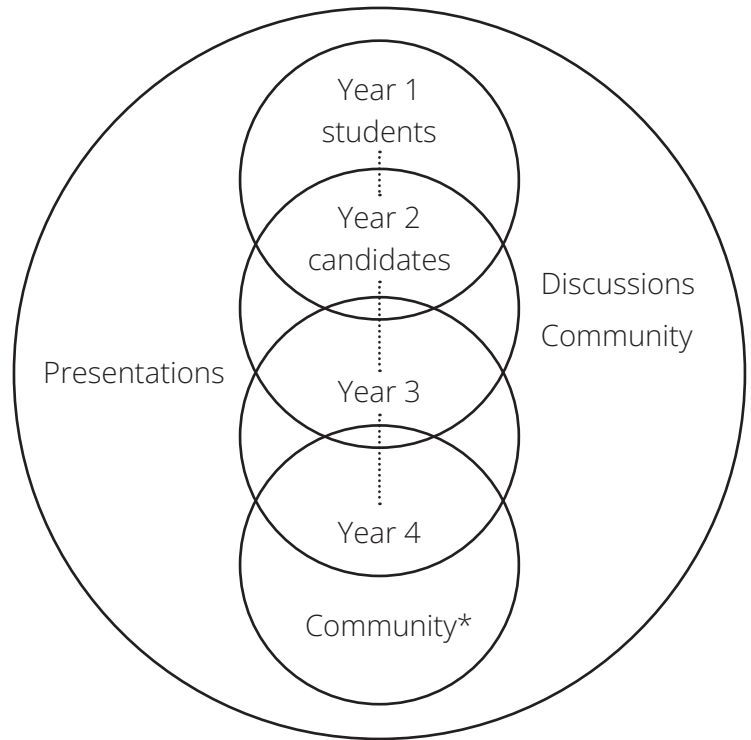 Year 1
students
Year 2
candidates
Discussions
Community
Presentations
Year 3
Year 4
Community*